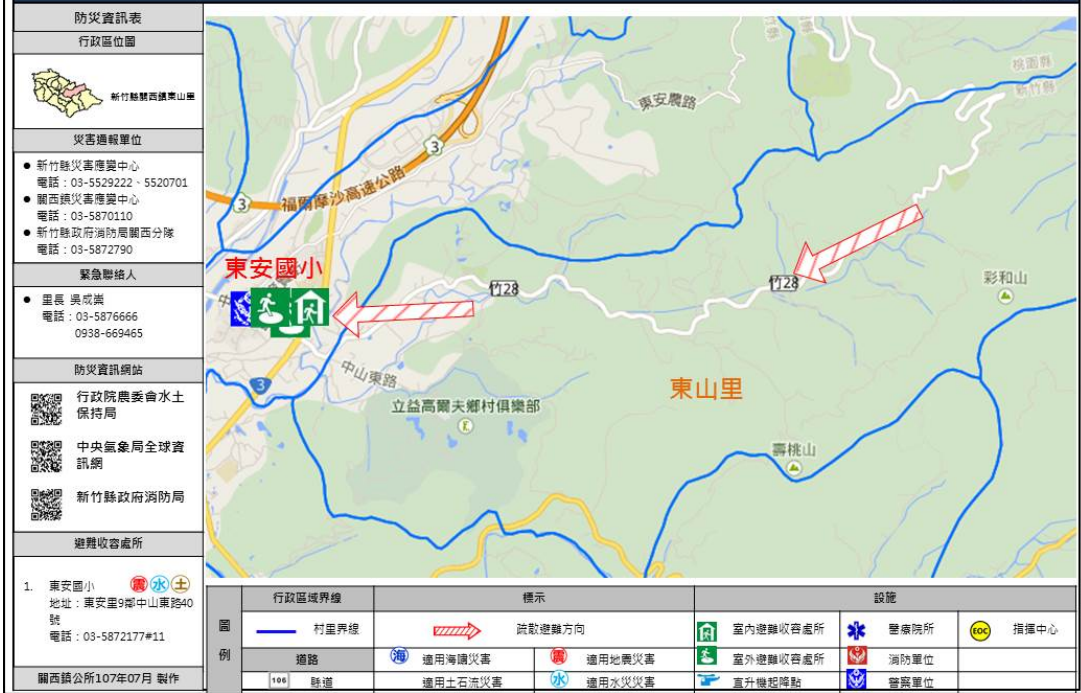 防災資訊表
行政區位圖
新竹縣關西鎮東山里
災害通報單位
● 新竹縣災害應變中心
電話：03-5529222、5520701
● 關西鎮災害應變中心
電話：03-5870110
● 新竹縣政府消防局關西分隊
電話：03-5872790
緊急聯絡人
● 里長 吳成崇
電話：03-5876666
0938-669465
防災資訊網站
行政院農委會水土
保持局
中央氣象局全球資
訊網
新竹縣政府消防局
避難收容處所
1. 東安國小 震 水 土
地址：東安里9鄰中山東路40
號
電話：03-5872177#11
關西鎮公所107年07月 製作
桃園縣
新竹縣
東安農路
3
福爾摩沙高速公路
3
東安國小
竹28
竹28
彩和山
3
中山東路
立益高爾夫鄉村俱樂部
東山里
壽桃山
圖例
行政區域界線
標示
設施
村里界線
疏散避難方向
室內避難收容處所
醫療院所
EOC 指揮中心
道路
海 適用海嘯災害
震 適用地震災害
室外避難收容處所
消防單位
106 縣道
適用土石流災害
水 適用水災災害
直升機起降點
警察單位